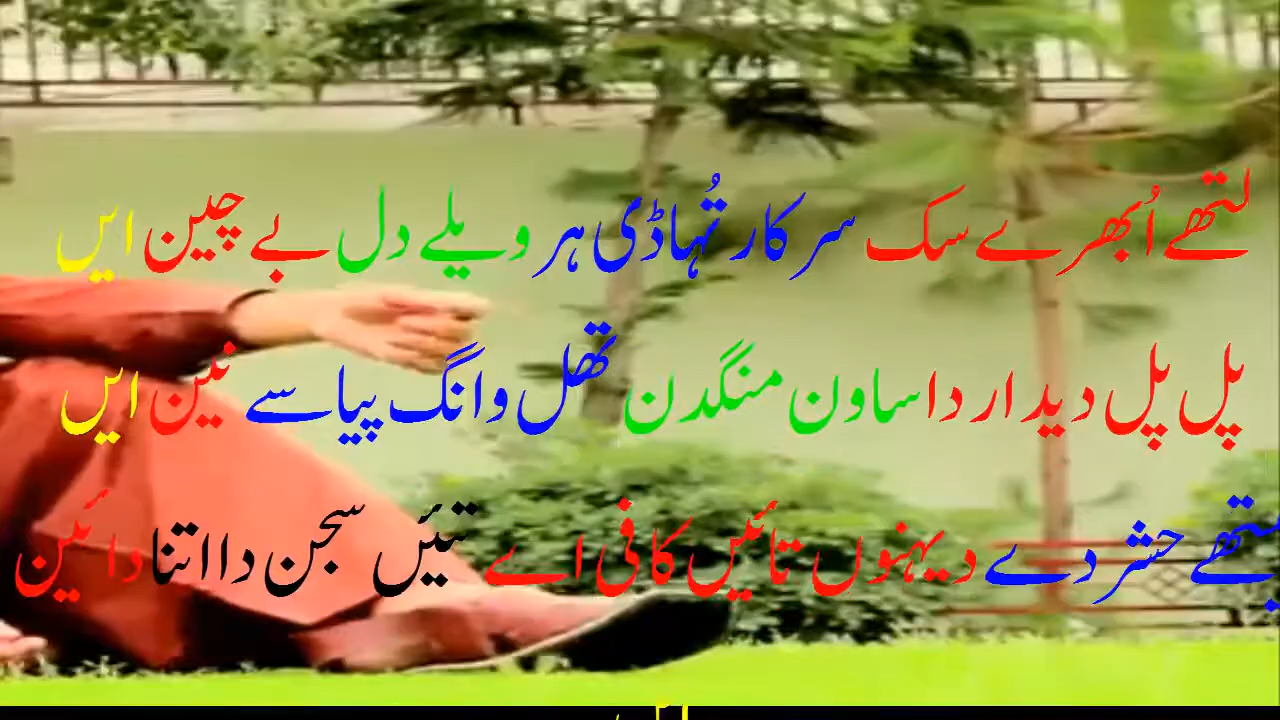 لتھے اُبھرے سک سرکار تُہاڈی ہر ویلے دل بے چین ایں
پل پل دیدار دا ساون منگدن تھل وانگ پیاسے نین ایں
حشر دے دیہنوں تائیں کافی اے تیئں سجن دا اتنا دائین